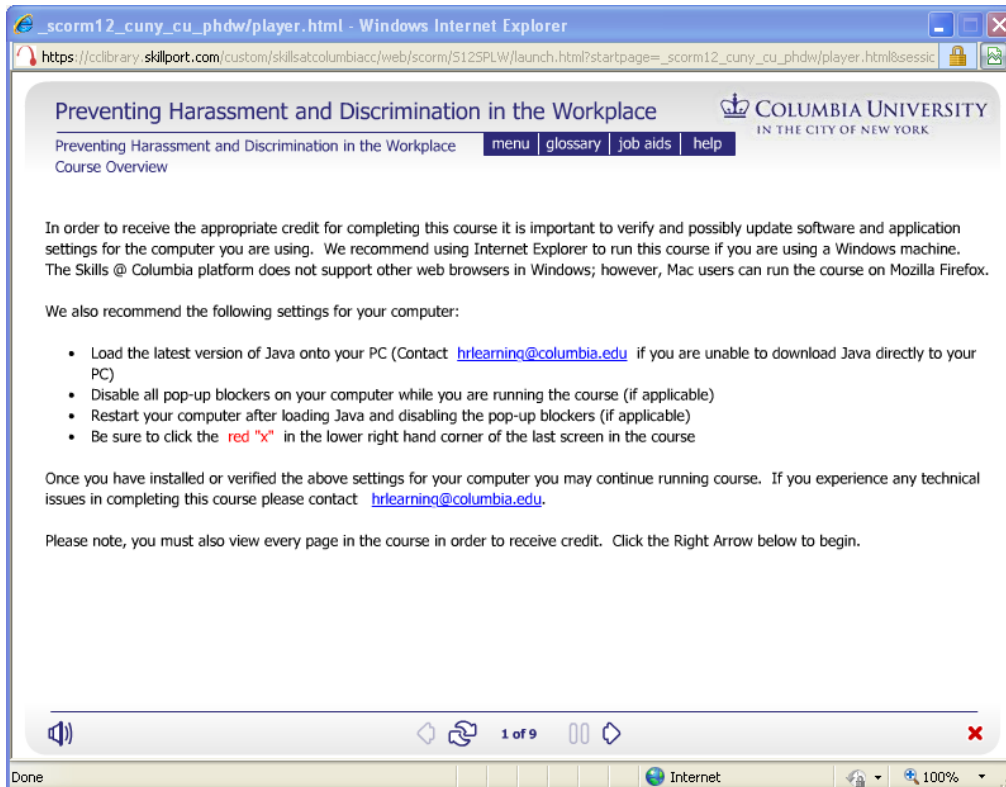 _scorm12_cuny_cu_phdw/player.html - Windows Internet Explorer
https://cclibrary.skillport.com/custom/skillsatcolumbiacc/web/scorm/S12SPLW/launch.html?startpage=_scorm12_cuny_cu_phdw/player.html&sessic
Preventing Harassment and Discrimination in the Workplace
COLUMBIA UNIVERSITY
IN THE CITY OF NEW YORK
Preventing Harassment and Discrimination in the Workplace
menu glossary job aids help
Course Overview
In order to receive the appropriate credit for completing this course it is important to verify and possibly update software and application
settings for the computer you are using. We recommend using Internet Explorer to run this course if you are using a Windows machine.
The Skills @ Columbia platform does not support other web browsers in Windows; however, Mac users can run the course on Mozilla Firefox.
We also recommend the following settings for your computer:
• Load the latest version of Java onto your PC (Contact hrlearning@columbia.edu if you are unable to download Java directly to your
PC)
• Disable all pop-up blockers on your computer while you are running the course (if applicable)
• Restart your computer after loading Java and disabling the pop-up blockers (if applicable)
• Be sure to click the red "x" in the lower right hand corner of the last screen in the course
Once you have installed or verified the above settings for your computer you may continue running course. If you experience any technical
issues in completing this course please contact hrlearning@columbia.edu.
Please note, you must also view every page in the course in order to receive credit. Click the Right Arrow below to begin.
1 of 9
Done
Internet
100%